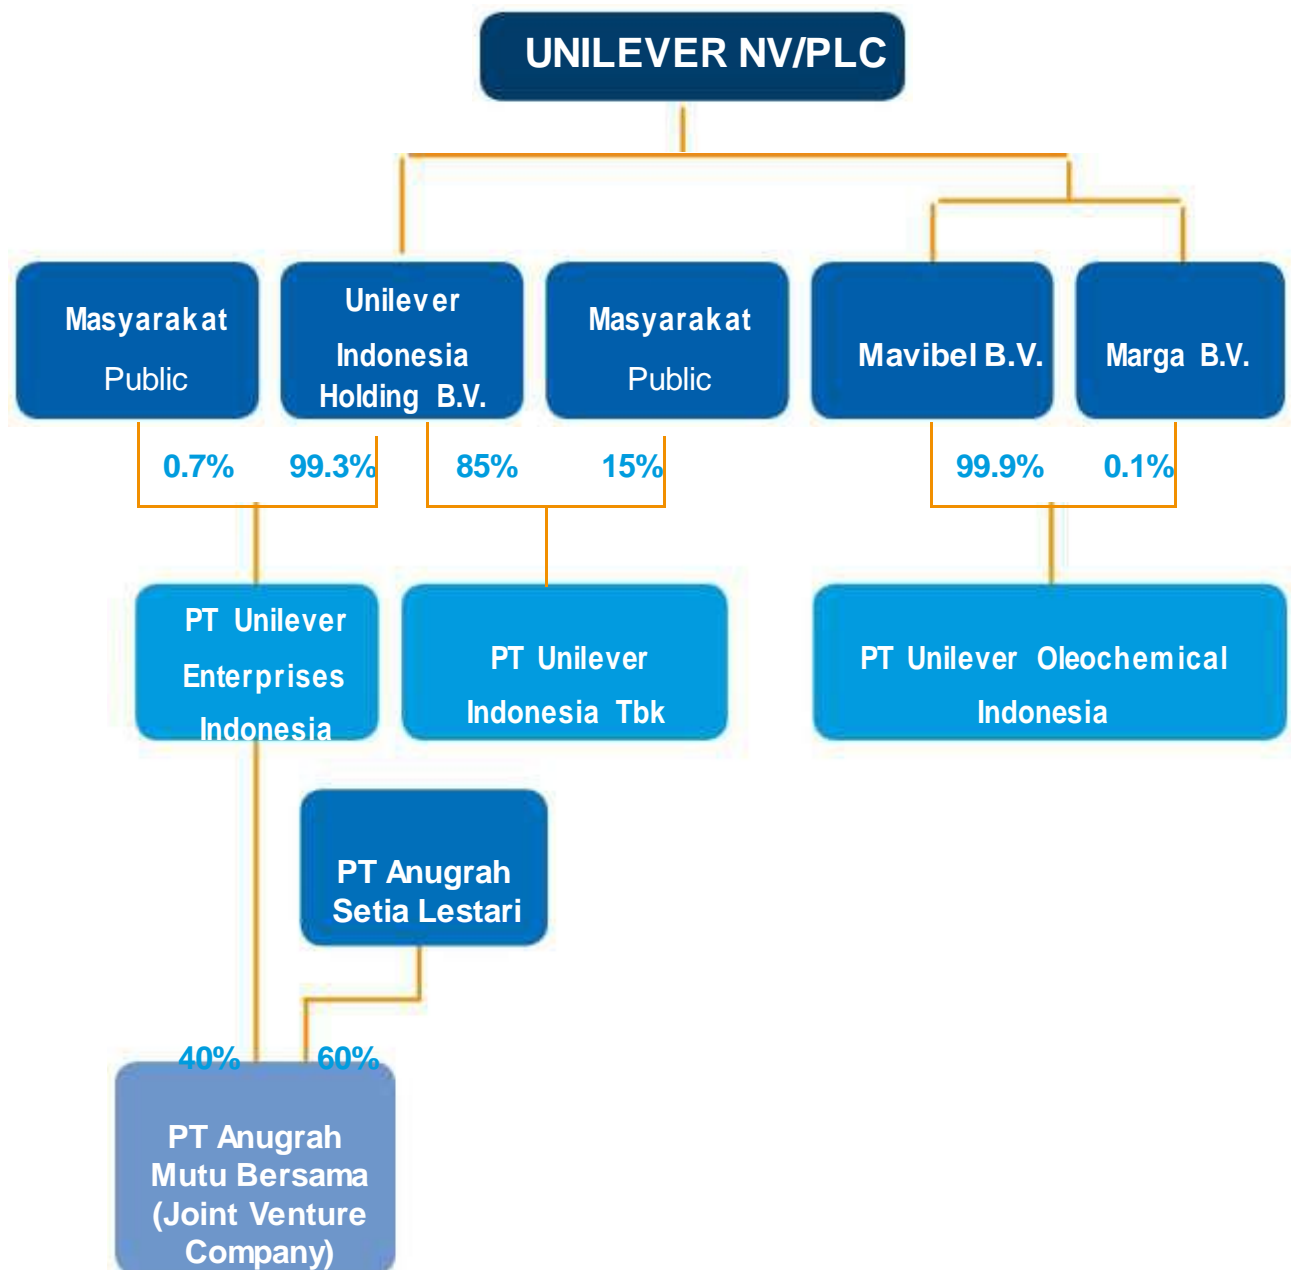 UNILEVER NV/PLC
Masyarakat
Public
Unilever
Indonesia
Holding B.V.
Masyarakat
Public
Mavibel B.V.
Marga B.V.
0.7%
99.3%
85%
15%
99.9%
0.1%
PT Unilever
Enterprises
Indonesia
PT Unilever
Indonesia Tbk
PT Unilever Oleochemical
Indonesia
PT Anugrah
Setia Lestari
40%
60%
PT Anugrah
Mutu Bersama
(Joint Venture
Company)